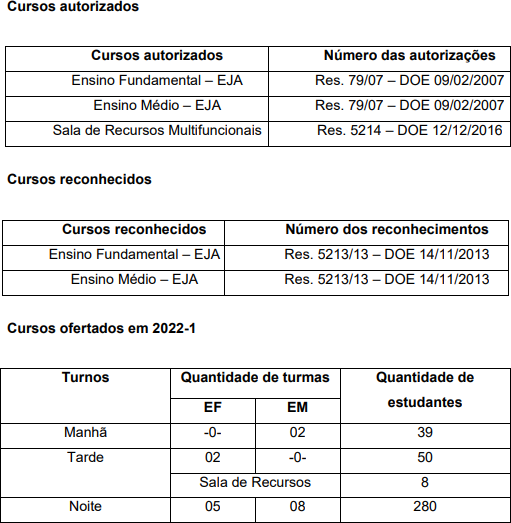 Cursos autorizados
Cursos autorizados Número das autorizações
Ensino Fundamental – EJA Res. 79/07 – DOE 09/02/2007
Ensino Médio – EJA Res. 79/07 – DOE 09/02/2007
Sala de Recursos Multifuncionais Res. 5214 – DOE 12/12/2016
Cursos reconhecidos
Cursos reconhecidos Número dos reconhecimentos
Ensino Fundamental – EJA Res. 5213/13 – DOE 14/11/2013
Ensino Médio – EJA Res. 5213/13 – DOE 14/11/2013
Cursos ofertados em 2022-1
Turnos Quantidade de turmas Quantidade de
estudantes
EF EM
Manhã -0- 02 39
Tarde 02 -0- 50
Sala de Recursos 8
Noite 05 08 280